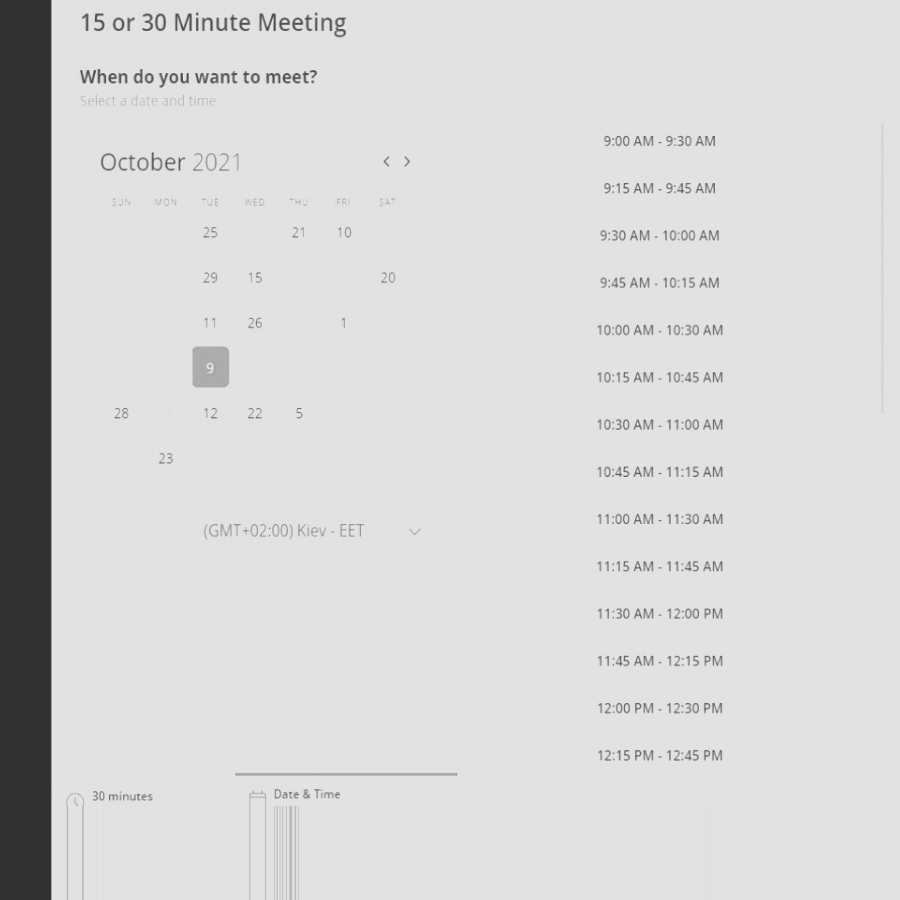 15 or 30 Minute Meeting
When do you want to meet?
Select a date and time
October 2021
SUN MON TUE WED THU FRI SAT
25 21 10
29 15 20
11 26 1
9
28 12 22 5
23
(GMT+02:00) Kiev - EET
9:00 AM - 9:30 AM
9:15 AM - 9:45 AM
9:30 AM - 10:00 AM
9:45 AM - 10:15 AM
10:00 AM - 10:30 AM
10:15 AM - 10:45 AM
10:30 AM - 11:00 AM
10:45 AM - 11:15 AM
11:00 AM - 11:30 AM
11:15 AM - 11:45 AM
11:30 AM - 12:00 PM
11:45 AM - 12:15 PM
12:00 PM - 12:30 PM
12:15 PM - 12:45 PM
30 minutes
Date & Time